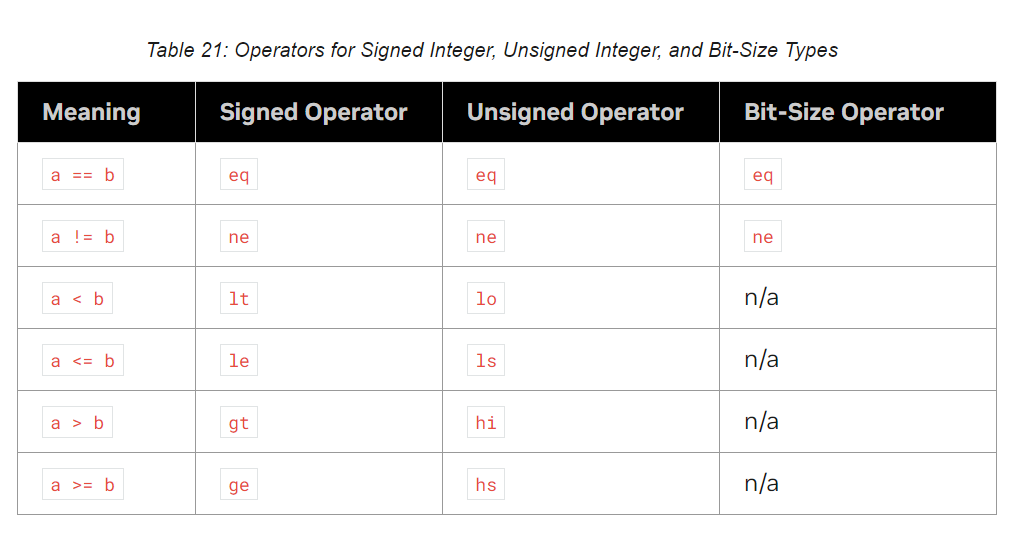 Table 21: Operators for Signed Integer, Unsigned Integer, and Bit-Size Types
Meaning Signed Operator Unsigned Operator Bit-Size Operator
a == b eq eq eq
a != b ne ne ne
a < b lt lo n/a
a <= b le ls n/a
a > b gt hi n/a
a >= b ge hs n/a